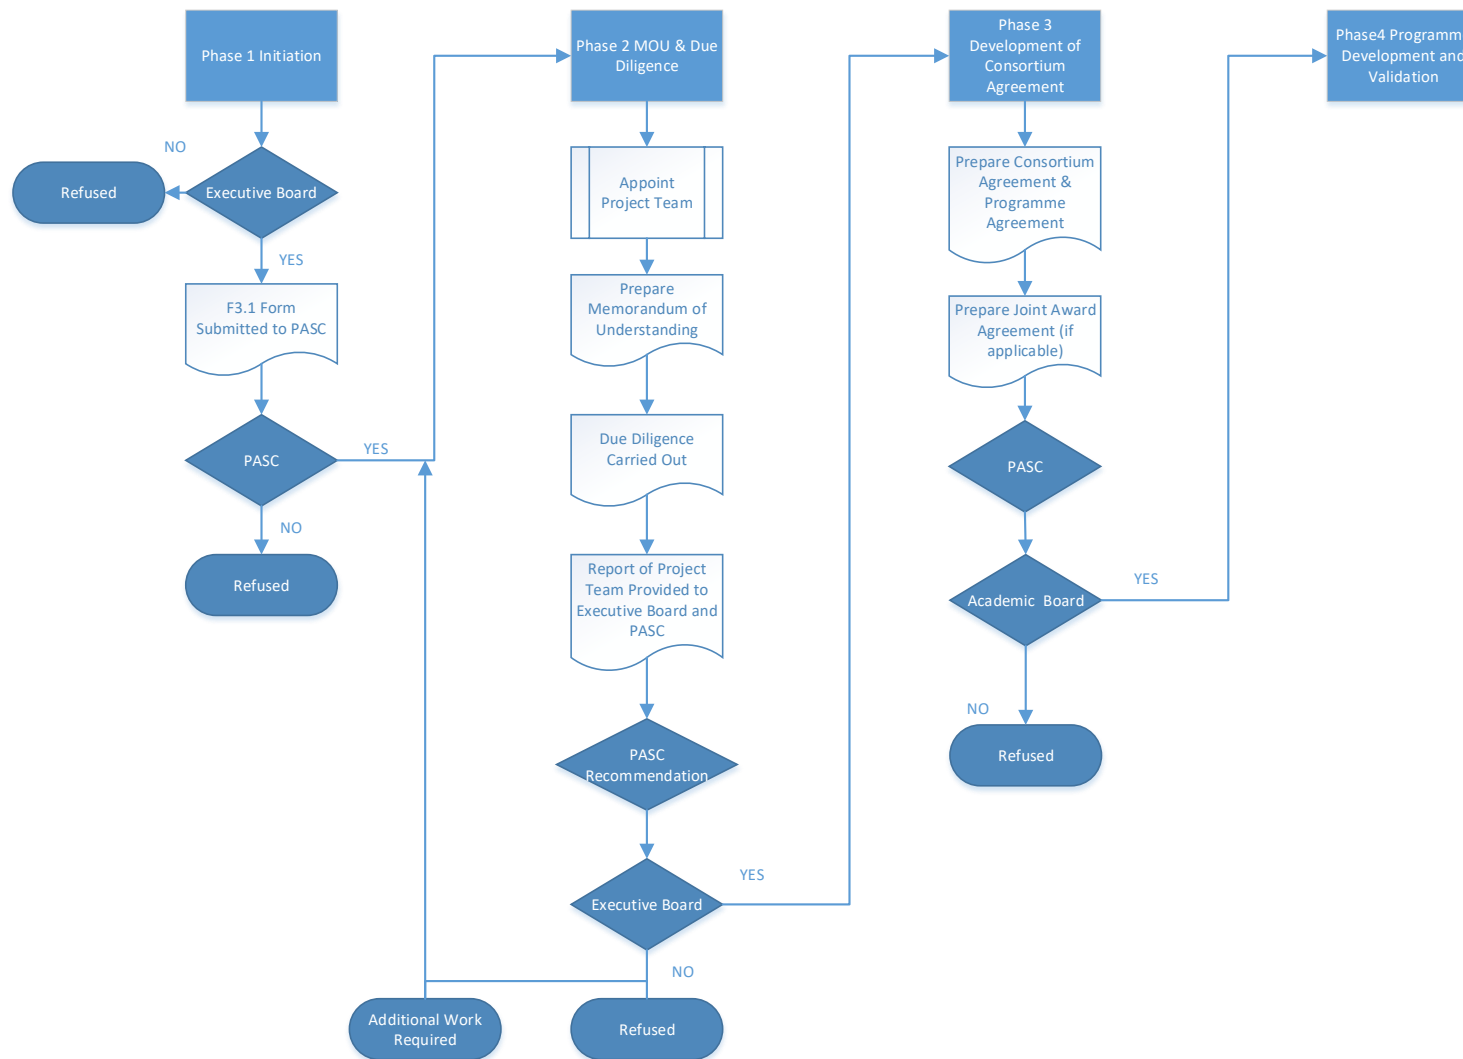 Phase 1 Initiation
NO
Refused
Executive Board
YES
F3.1 Form
Submitted to PASC
PASC
YES
NO
Refused
Phase 2 MOU & Due
Diligence
Appoint
Project Team
Prepare
Memorandum of
Understanding
Due Diligence
Carried Out
Report of Project
Team Provided to
Executive Board and
PASC
PASC
Recommendation
Executive Board
YES
NO
Additional Work
Required
Refused
Phase 3
Development of
Consortium
Agreement
Prepare Consortium
Agreement &
Programme
Agreement
Prepare Joint Award
Agreement (if
applicable)
PASC
Academic Board
YES
NO
Refused
Phase4 Programm
Development and
Validation